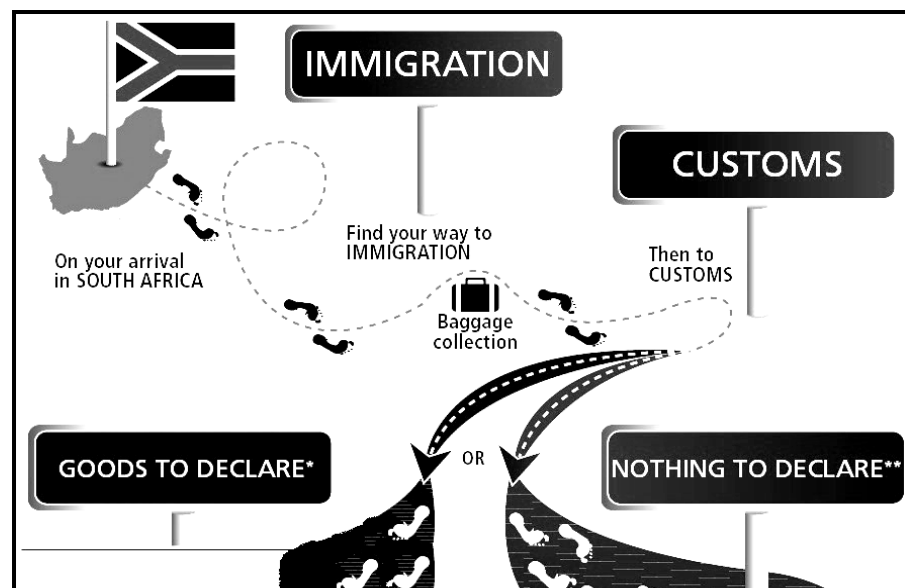 IMMIGRATION
CUSTOMS
On your arrival
in SOUTH AFRICA
Find your way to
IMMIGRATION
Then to
CUSTOMS
Baggage
collection
GOODS TO DECLARE*
OR
NOTHING TO DECLARE**